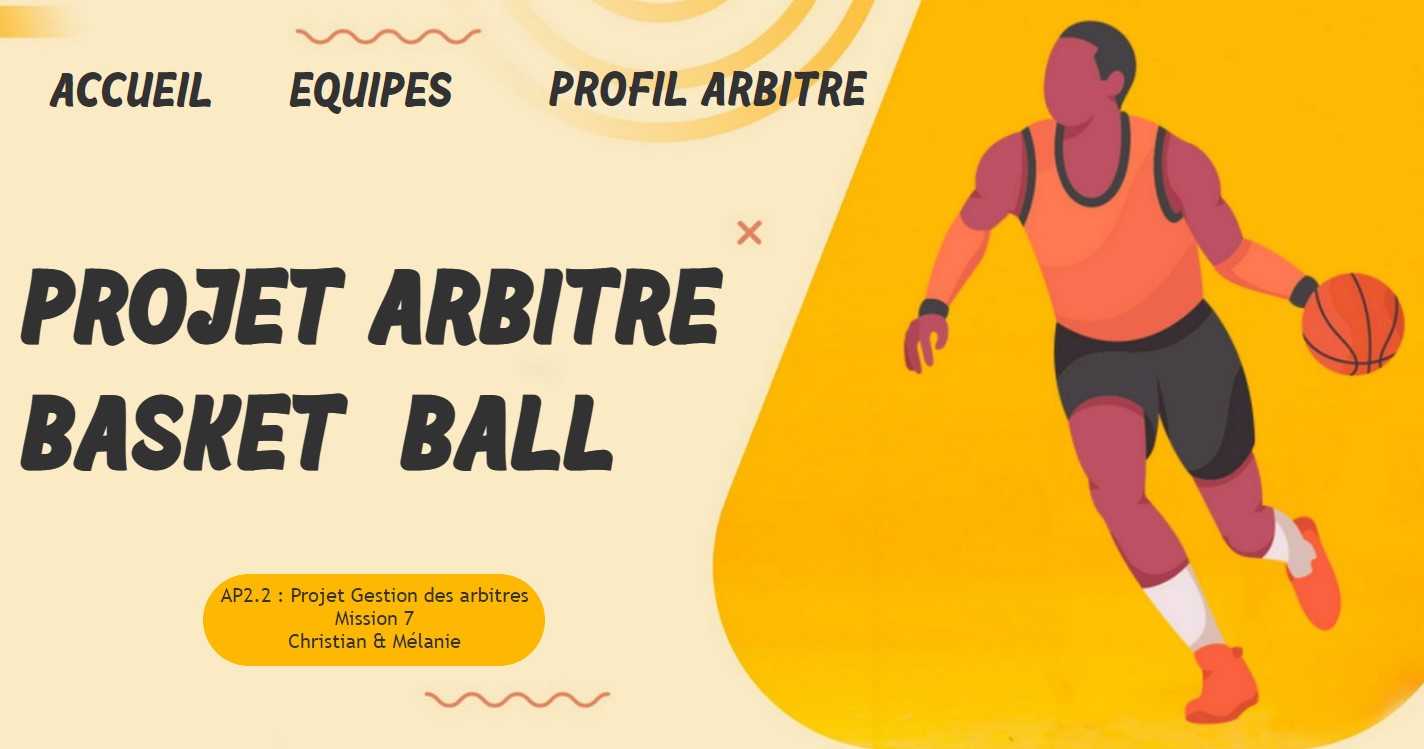 ACCUEIL EQUIPES PROFIL ARBITRE
PROJET ARBITRE
BASKET BALL
AP2.2 : Projet Gestion des arbitres
Mission 7
Christian & Mélanie